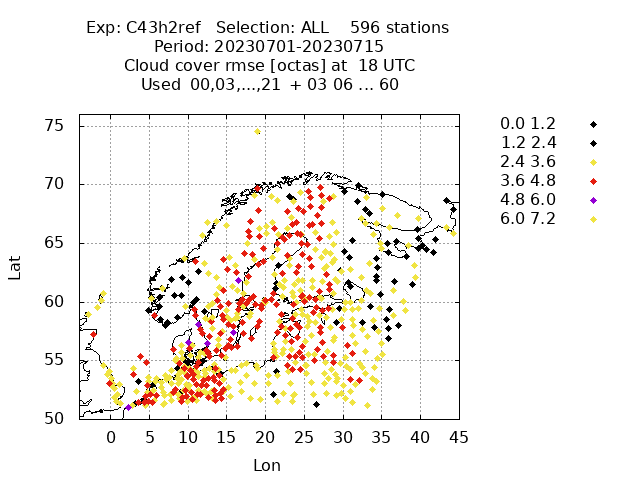 Exp: C43h2ref Selection: ALL 596 stations
Period: 20230701-20230715
Cloud cover rmse [octas] at 18 UTC
Used 00,03,...,21 + 03 06 ... 60
75
70
65
60
55
50
Lat
0 5 10 15 20 25 30 35 40 45
Lon
0.0 1.2
1.2 2.4
2.4 3.6
3.6 4.8
4.8 6.0
6.0 7.2